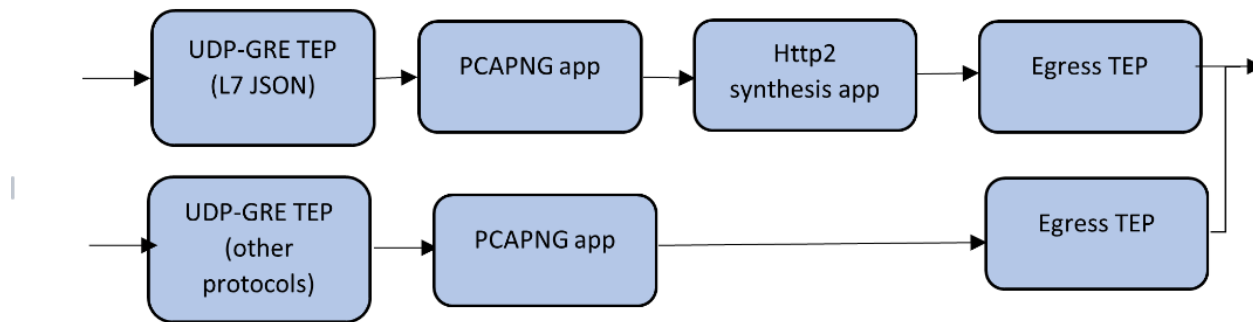 UDP-GRE TEP
(L7 JSON)
PCAPNG app
Http2
synthesis app
Egress TEP
UDP-GRE TEP
(other
protocols)
PCAPNG app
Egress TEP